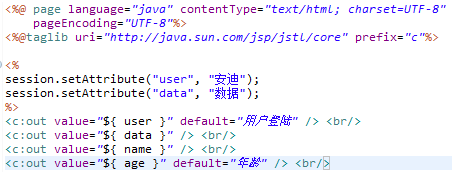 <%@ page language="java" contentType="text/html; charset=UTF-8"
pageEncoding="UTF-8"%>
<%@taglib uri="http://java.sun.com/jsp/jstl/core" prefix="c"%>
<%
session.setAttribute("user", "安迪");
session.setAttribute("data", "数据");
%>
<c:out value="${ user }" default="用户登陆" /> <br/>
<c:out value="${ data }" /> <br/>
<c:out value="${ name }" /> <br/>
<c:out value="${ age }" default="年龄" /> <br/>